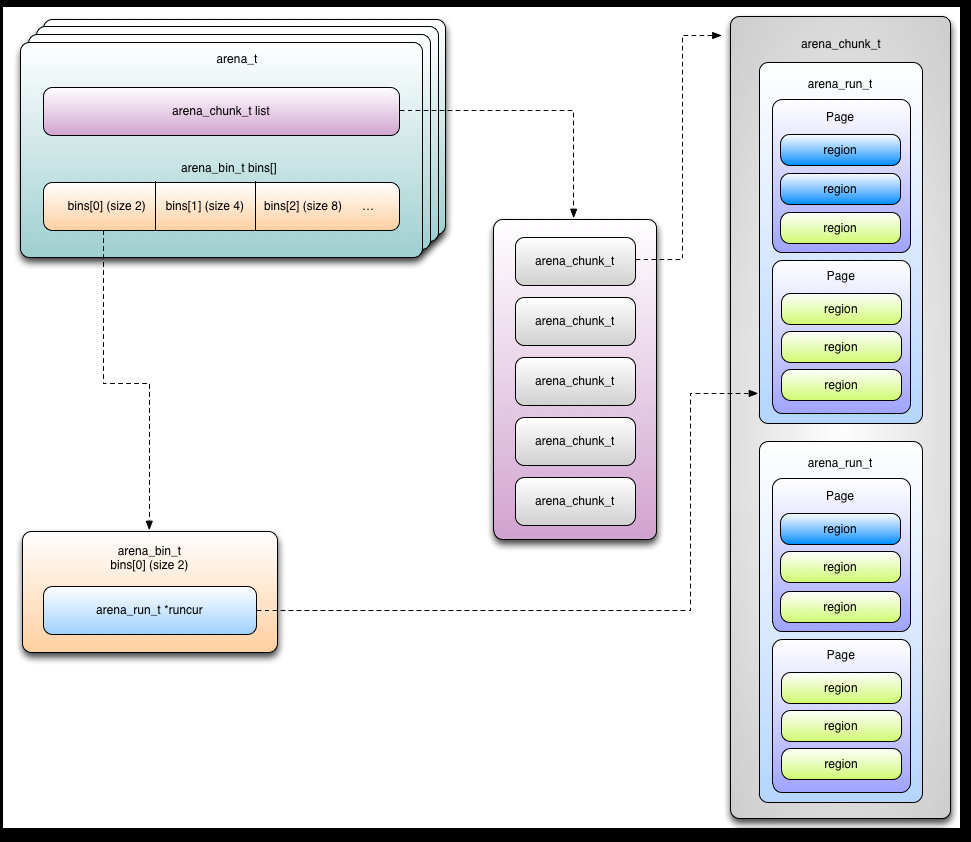 arena_t
arena_chunk_t list
arena_bin_t bins[]
bins[0] (size 2)
bins[1] (size 4)
bins[2] (size 8)
...
arena_chunk_t
arena_chunk_t
arena_chunk_t
arena_chunk_t
arena_chunk_t
arena_bin_t
bins[0] (size 2)
arena_run_t *runcur
arena_chunk_t
arena_run_t
Page
region
region
region
Page
region
region
region
arena_run_t
Page
region
region
region
Page
region
region
region